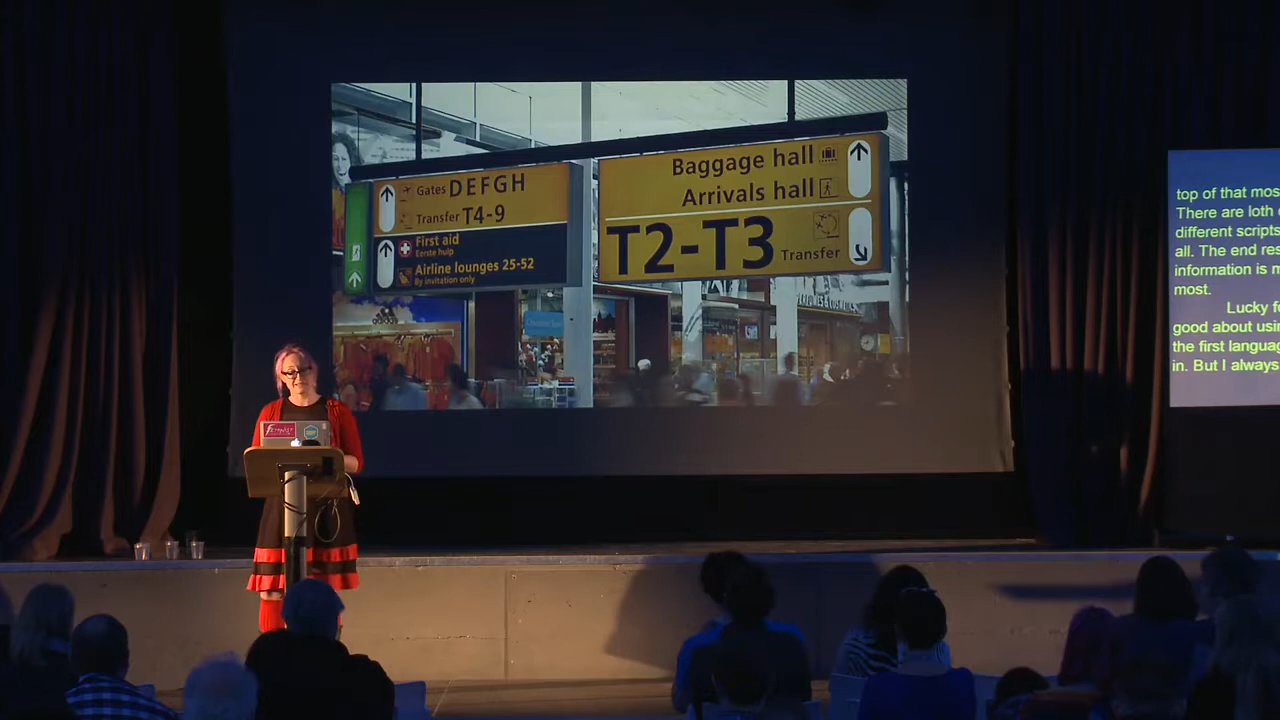 Gates DEFGH
Transfer T4-9
First aid
Eerste hulp
Airline lounges 25-52
By invitation only
Baggage hall
Arrivals hall
T2-T3
Transfer
adidas
top of that mos
There are loth
different scripts
all. The end res
information is
most.
Lucky f
good about usin
the first languag
in. But I always